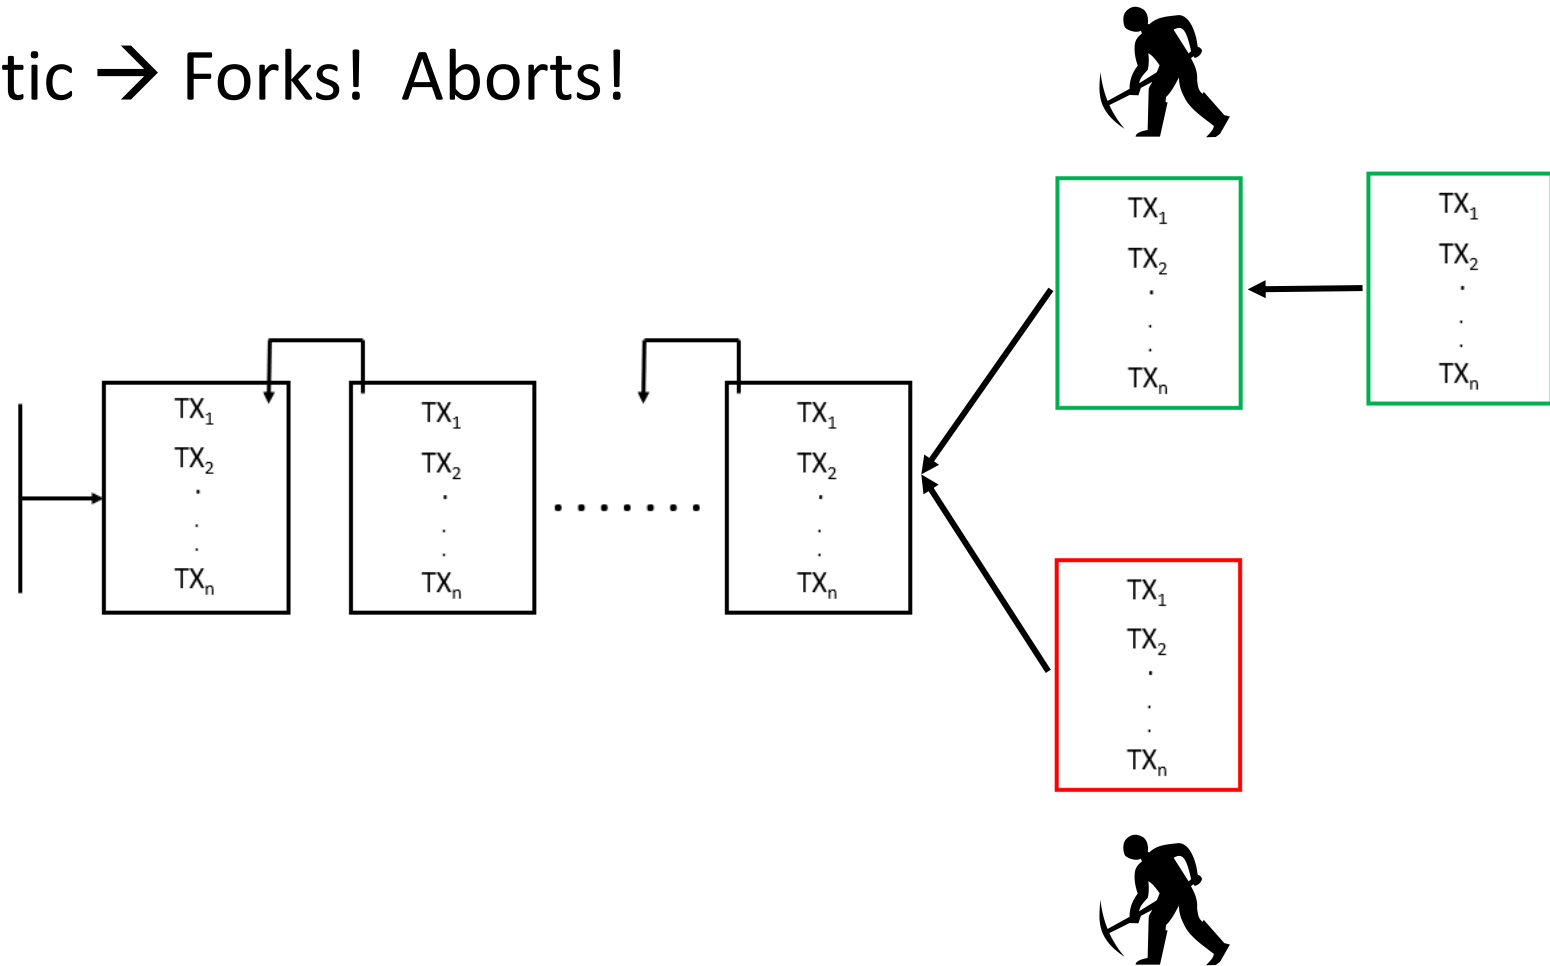 tic → Forks! Aborts!
TX₁
TX₂
.
.
.
TXₙ
TX₁
TX₂
.
.
.
TXₙ
.......
TX₁
TX₂
.
.
.
TXₙ
TX₁
TX₂
.
.
.
TXₙ
TX₁
TX₂
.
.
.
TXₙ
TX₁
TX₂
.
.
.
TXₙ